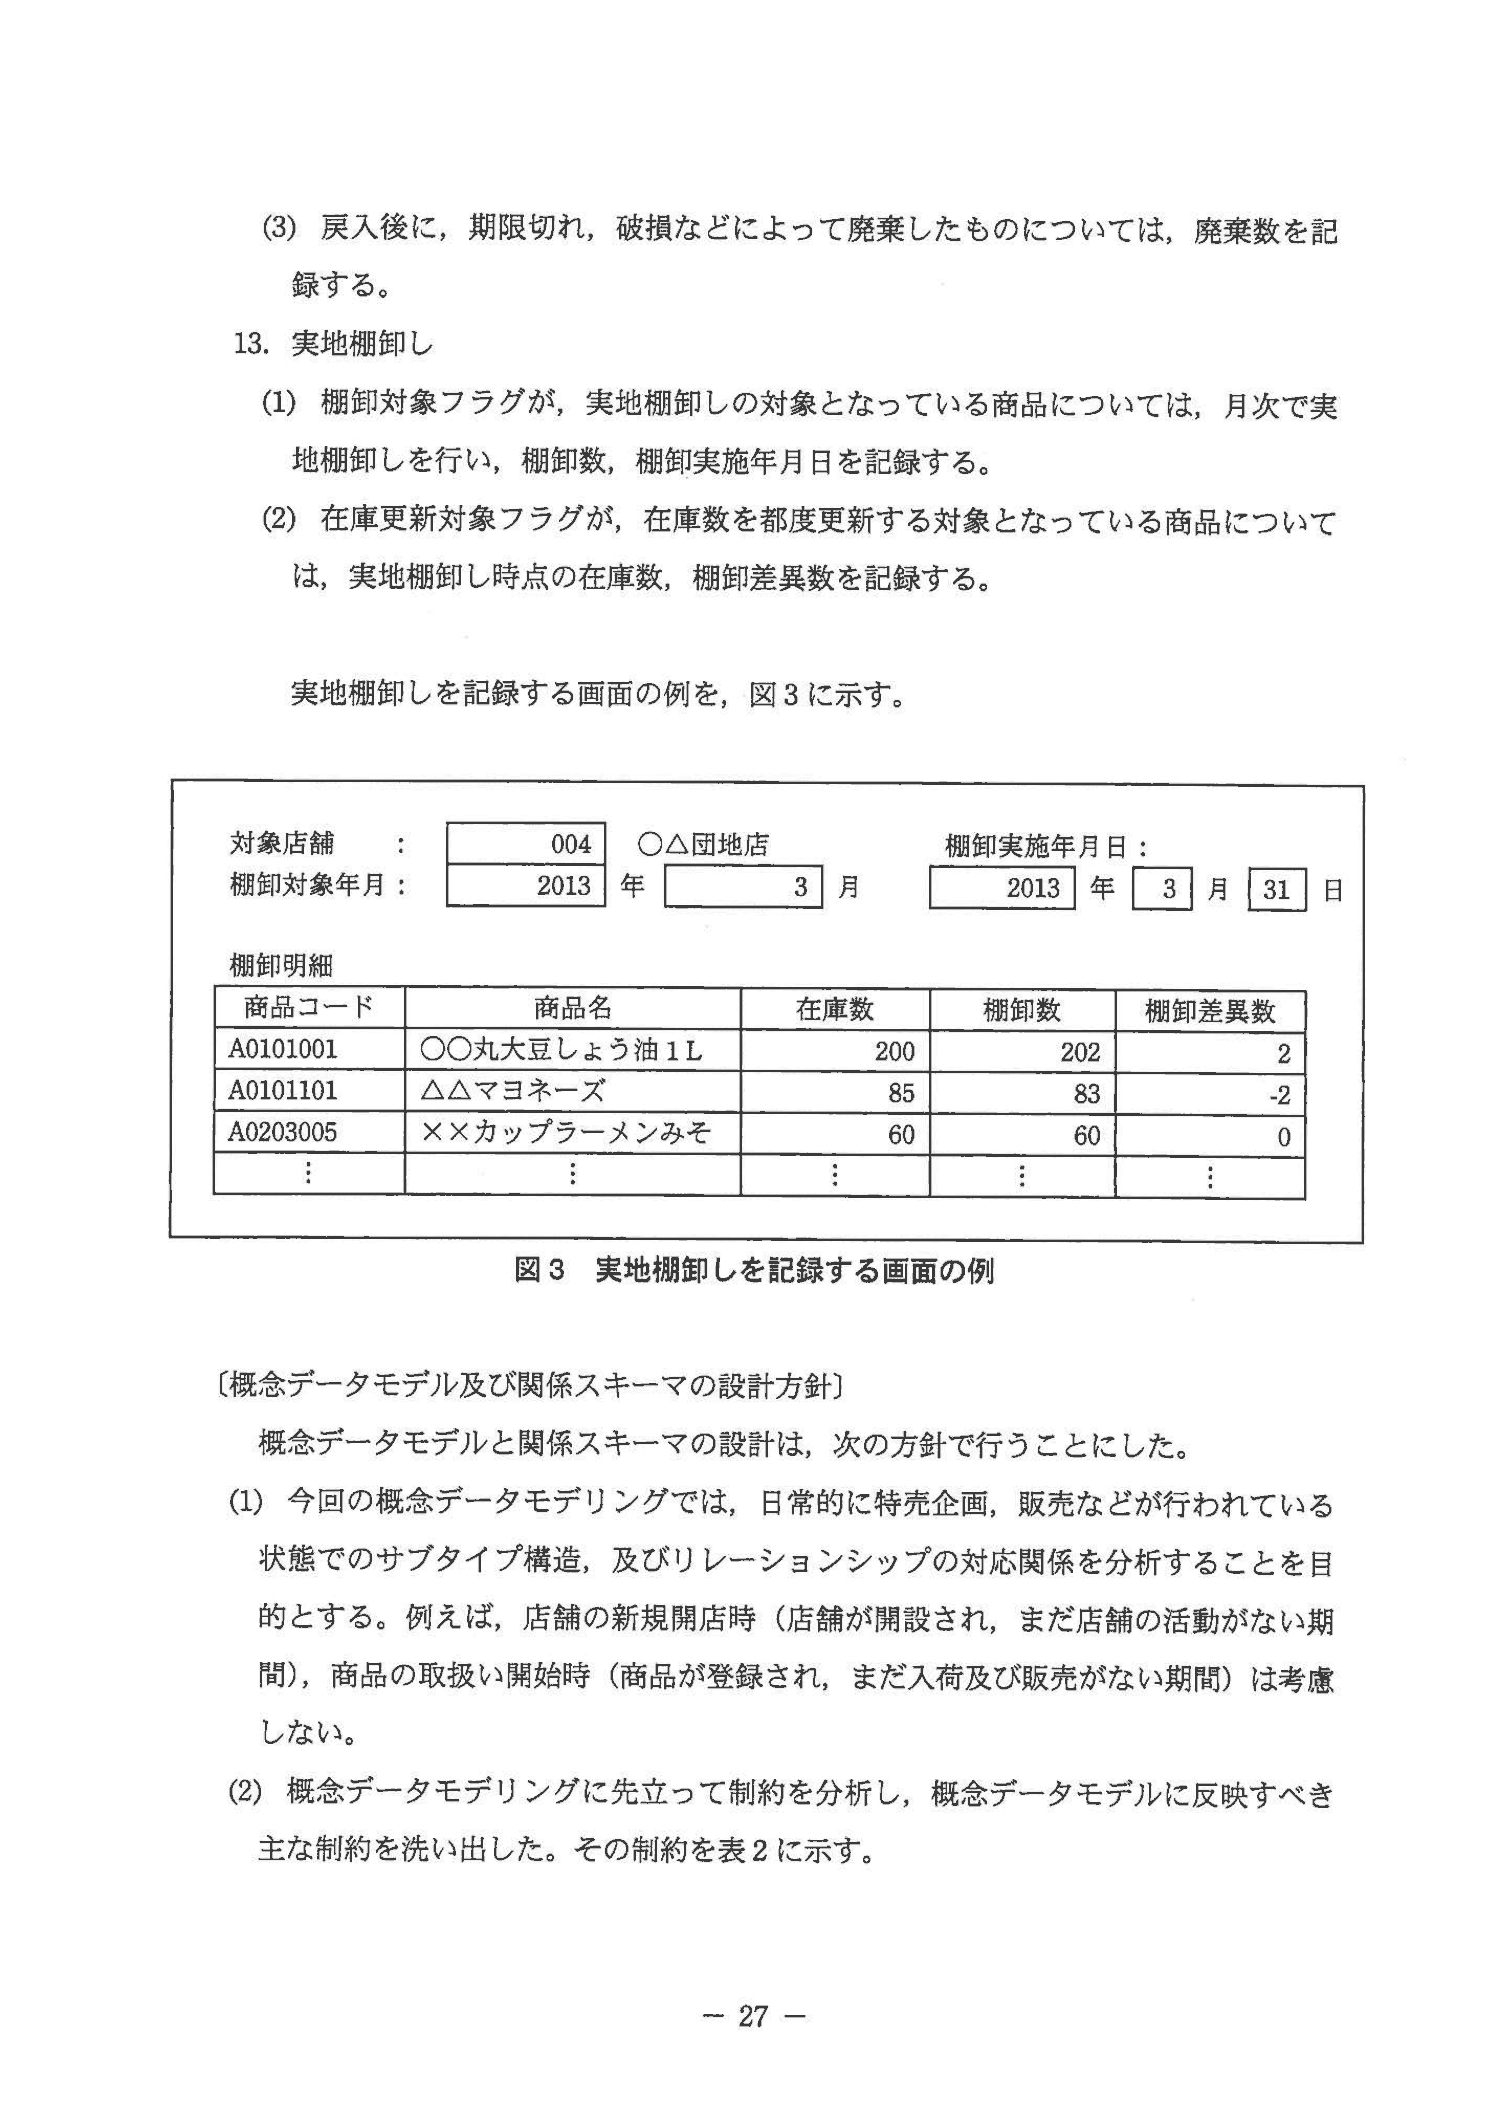 (3) 戻入後に，期限切れ，破損などによって廃棄したものについては，廃棄数を記
録する。
13. 実地棚卸し
(1) 棚卸対象フラグが，実地棚卸しの対象となっている商品については，月次で実
地棚卸しを行い，棚卸数，棚卸実施年月日を記録する。
(2) 在庫更新対象フラグが，在庫数を都度更新する対象となっている商品について
は，実地棚卸し時点の在庫数，棚卸差異数を記録する。
実地棚卸しを記録する画面の例を，図3に示す。
対象店舗 ： 004 ○△団地店 棚卸実施年月日：
棚卸対象年月： 2013 年 3 月 2013 年 3 月 31 日
棚卸明細
商品コード 商品名 在庫数 棚卸数 棚卸差異数
A0101001 ○○丸大豆しょう油1L 200 202 2
A0101101 △△マヨネーズ 85 83 -2
A0203005 ××カップラーメンみそ 60 60 0
⋮ ⋮ ⋮ ⋮ ⋮
図3 実地棚卸しを記録する画面の例
〔概念データモデル及び関係スキーマの設計方針〕
概念データモデルと関係スキーマの設計は，次の方針で行うことにした。
(1) 今回の概念データモデリングでは，日常的に特売企画，販売などが行われている
状態でのサブタイプ構造，及びリレーションシップの対応関係を分析することを目
的とする。例えば，店舗の新規開店時（店舗が開設され，まだ店舗の活動がない期
間），商品の取扱い開始時（商品が登録され，まだ入荷及び販売がない期間）は考慮
しない。
(2) 概念データモデリングに先立って制約を分析し，概念データモデルに反映すべき
主な制約を洗い出した。その制約を表2に示す。
－ 27 －